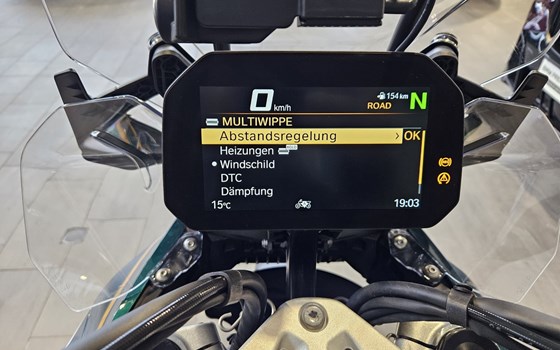 0 km/h
154 km
ROAD N
MULTIWIPPE
Abstandsregelung › OK
Heizungen
• Windschild
DTC
Dämpfung
15°C 19:03